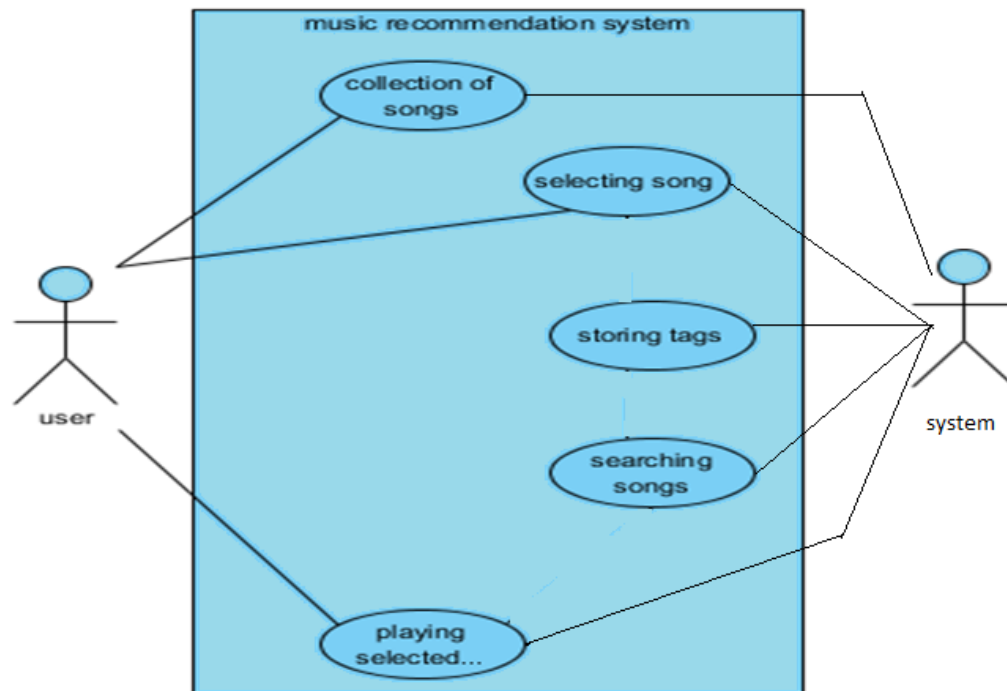 music recommendation system
collection of
songs
selecting song
storing tags
user
system
searching
songs
playing
selected...